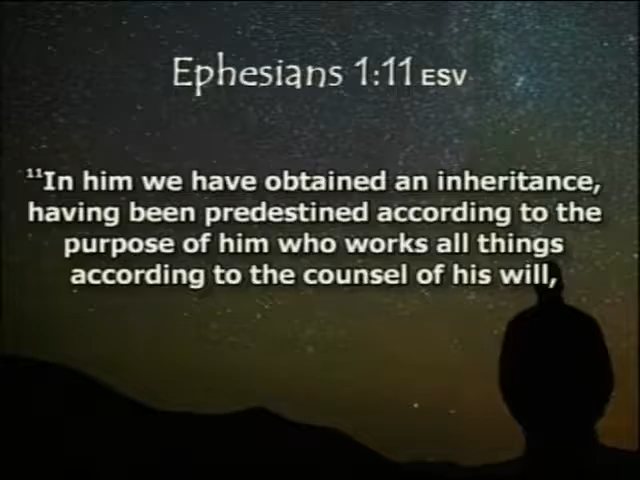 Ephesians 1:11 ESV
¹¹In him we have obtained an inheritance,
having been predestined according to the
purpose of him who works all things
according to the counsel of his will,